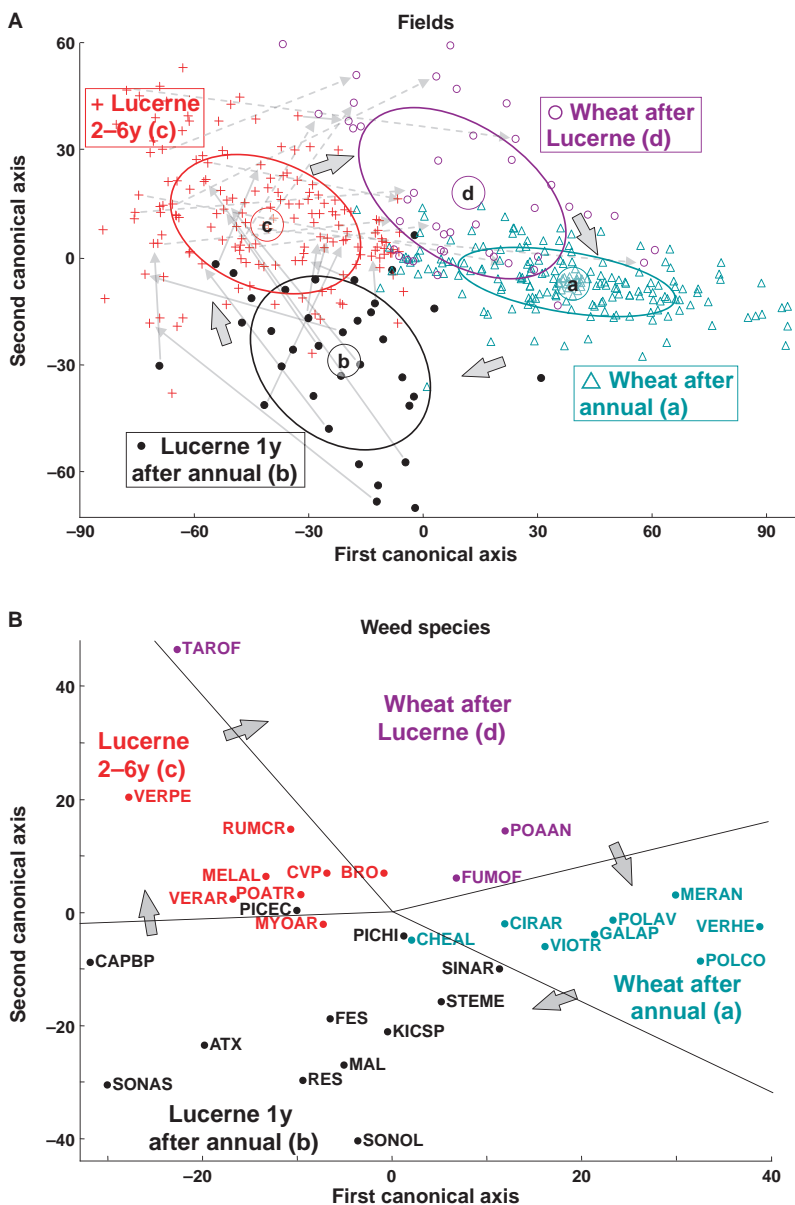 A
Fields
60
30
0
−30
−60
Second canonical axis
+ Lucerne
2–6y (c)
Wheat after
Lucerne (d)
d
c
a
b
Wheat after
annual (a)
Lucerne 1y
after annual (b)
−90
−60
−30
0
30
60
90
First canonical axis
B
Weed species
40
20
0
−20
−40
Second canonical axis
TAROF
Wheat after
Lucerne (d)
Lucerne
2–6y (c)
VERPE
RUMCR
POAAN
MELAL
CVP
BRO
FUMOF
VERAR
POATR
MERAN
PICEC
MYOAR
CIRAR
POLAV
VERHE
PICHI
CHEAL
VIOTR
GALAP
CAPBP
SINAR
POLCO
STEME
Wheat after
annual (a)
FES
KICSP
ATX
MAL
SONAS
RES
Lucerne 1y
after annual (b)
SONOL
−20
0
20
40
First canonical axis